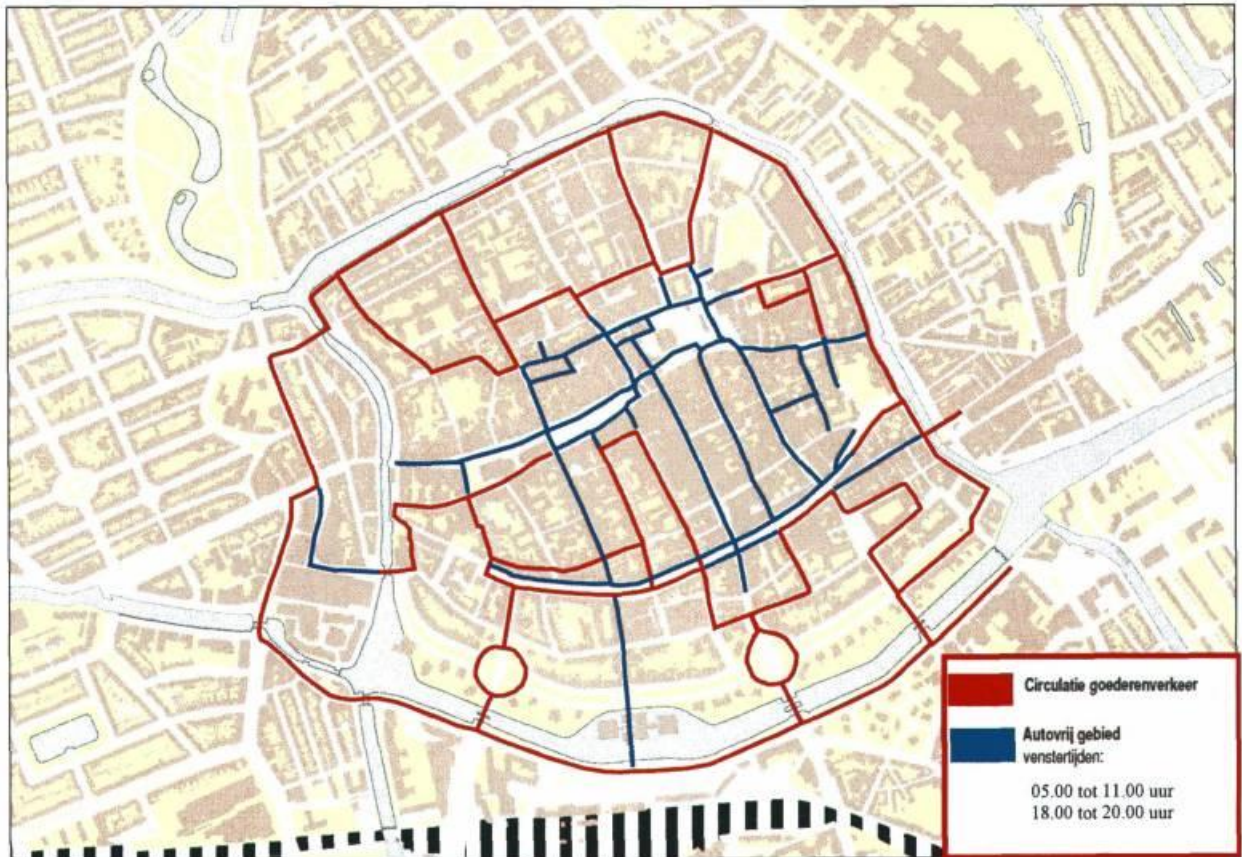 Circulatie goederenverkeer
Autovrij gebied
venstertijden:
05.00 tot 11.00 uur
18.00 tot 20.00 uur